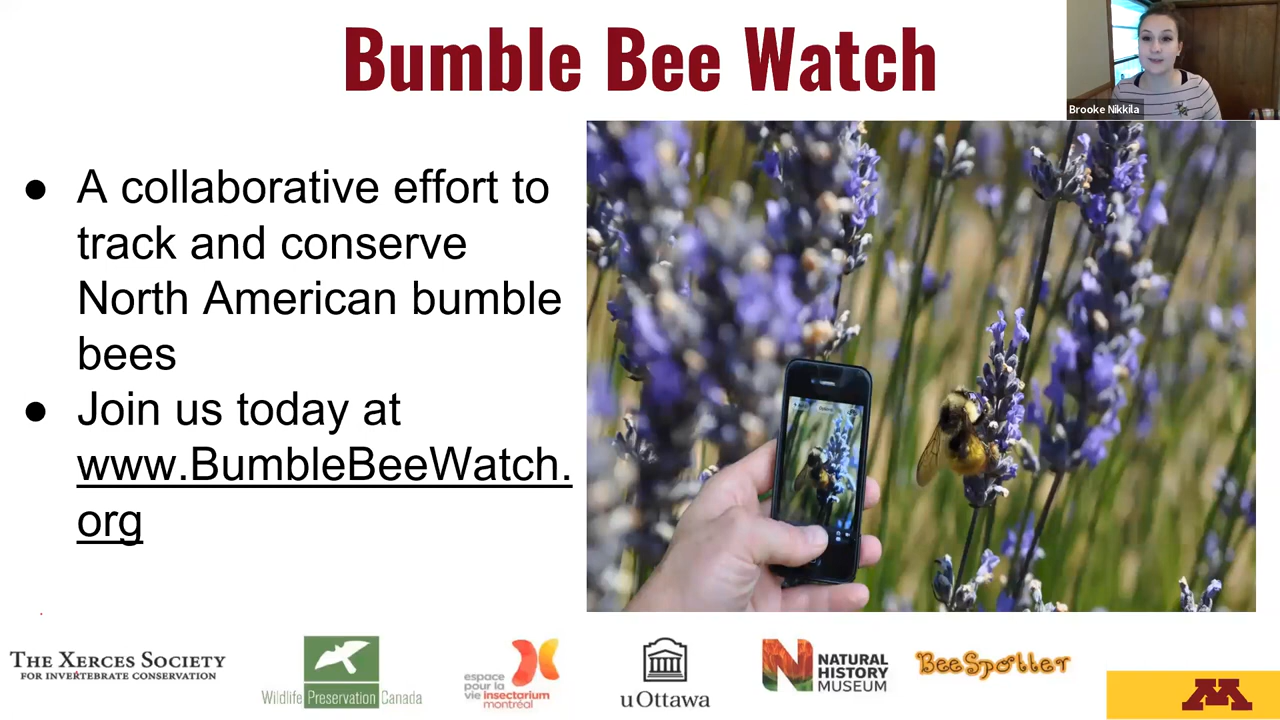 Bumble Bee Watch
Brooke Nikkila
● A collaborative effort to
track and conserve
North American bumble
bees
● Join us today at
www.BumbleBeeWatch.
org
THE XERCES SOCIETY
FOR INVERTEBRATE CONSERVATION
Wildlife Preservation Canada
espace
pour la
vie insectarium
montréal
uOttawa
NATURAL
HISTORY
MUSEUM
BeeSpotter
M